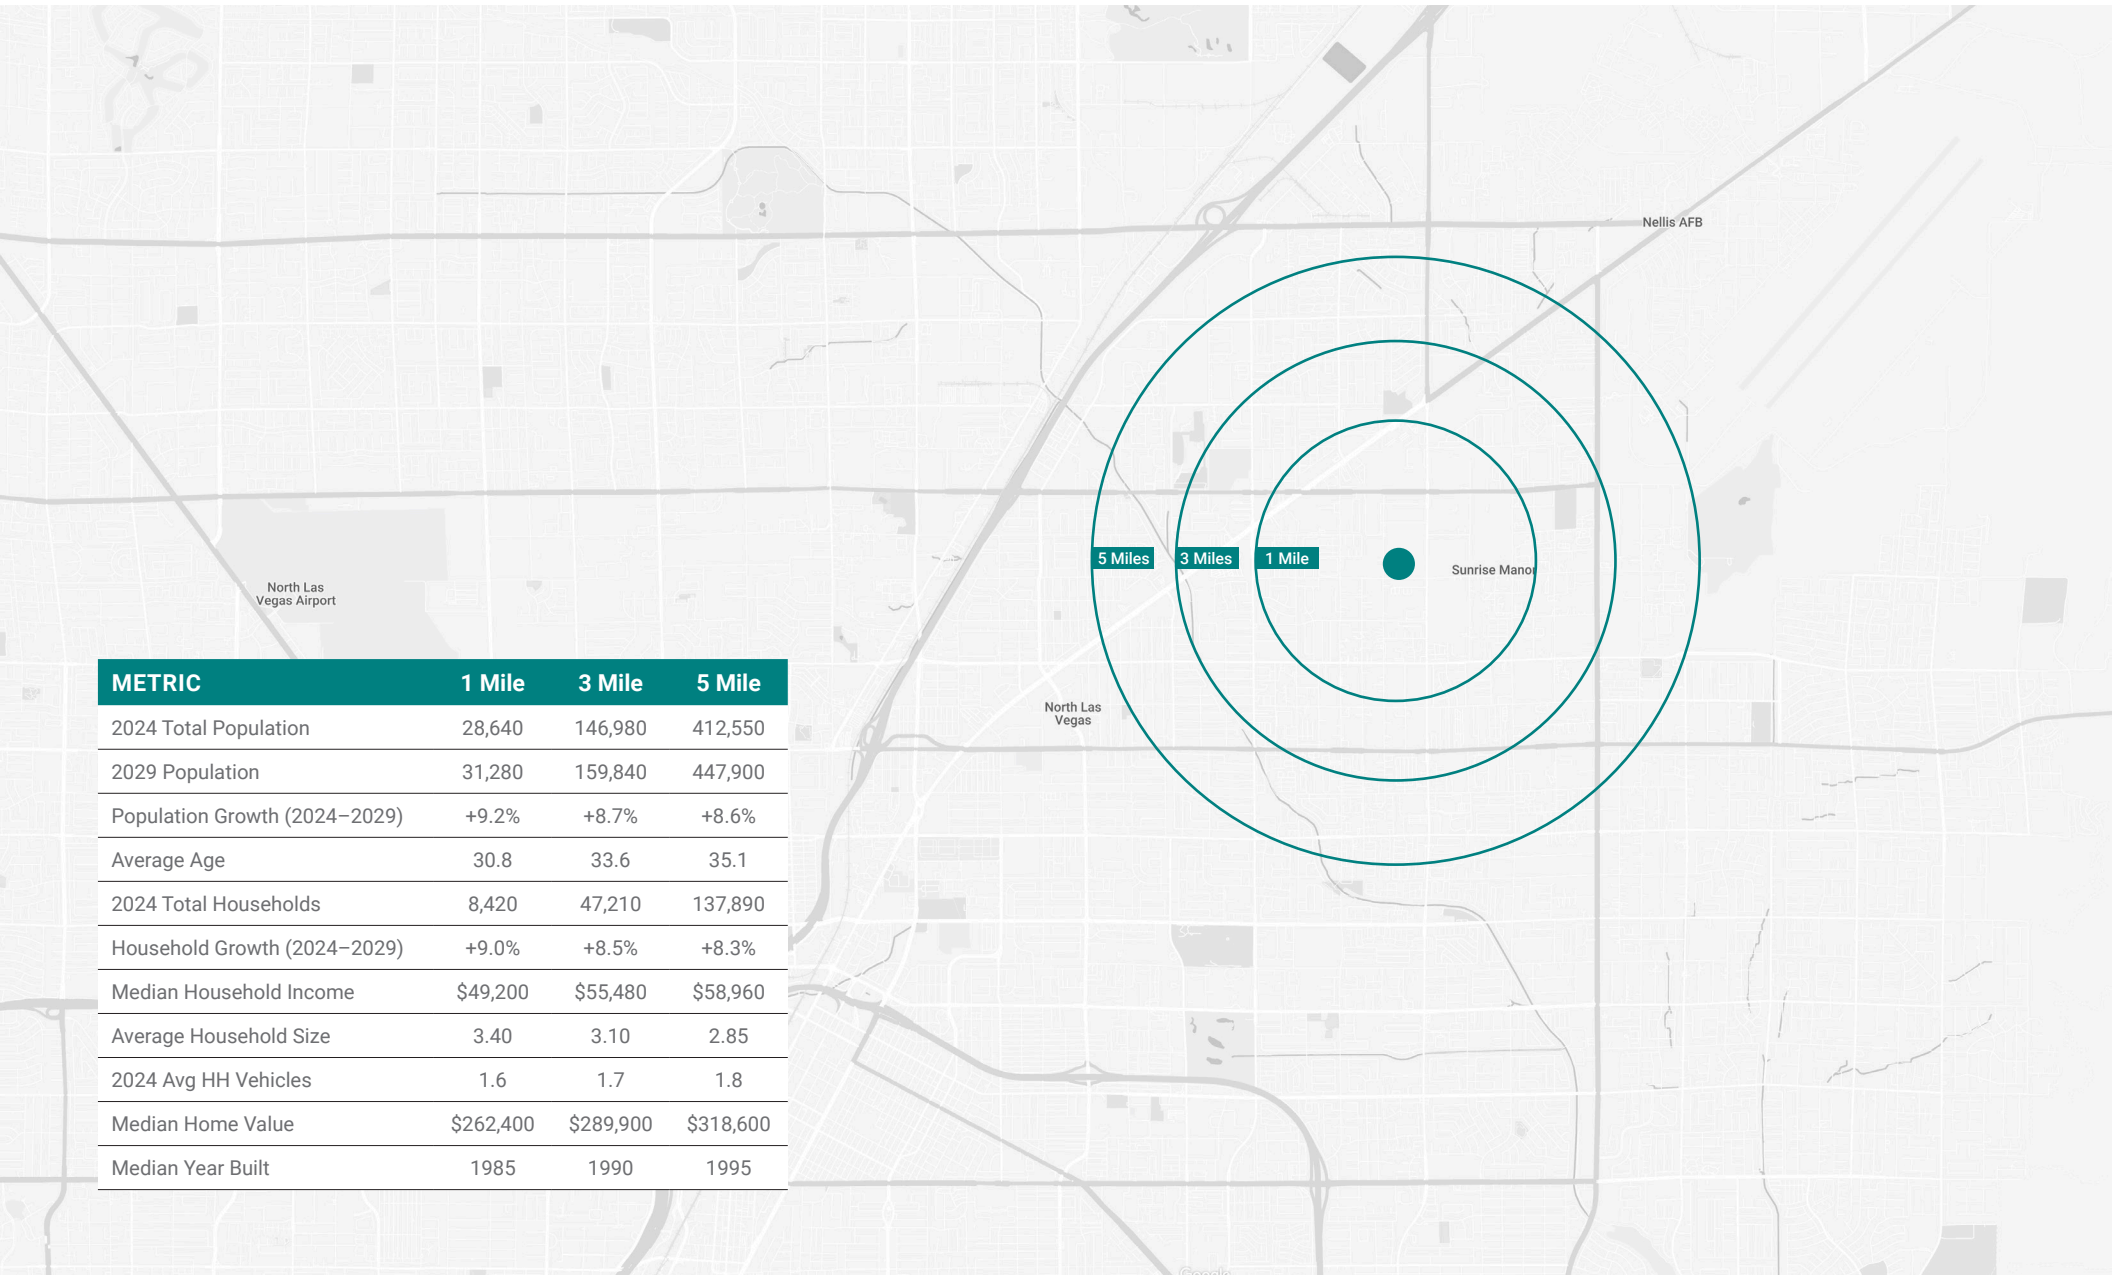 Nellis AFB
5 Miles
3 Miles
1 Mile
Sunrise Manor
North Las
Vegas Airport
North Las
Vegas
METRIC 1 Mile 3 Mile 5 Mile
2024 Total Population 28,640 146,980 412,550
2029 Population 31,280 159,840 447,900
Population Growth (2024–2029) +9.2% +8.7% +8.6%
Average Age 30.8 33.6 35.1
2024 Total Households 8,420 47,210 137,890
Household Growth (2024–2029) +9.0% +8.5% +8.3%
Median Household Income $49,200 $55,480 $58,960
Average Household Size 3.40 3.10 2.85
2024 Avg HH Vehicles 1.6 1.7 1.8
Median Home Value $262,400 $289,900 $318,600
Median Year Built 1985 1990 1995
Google